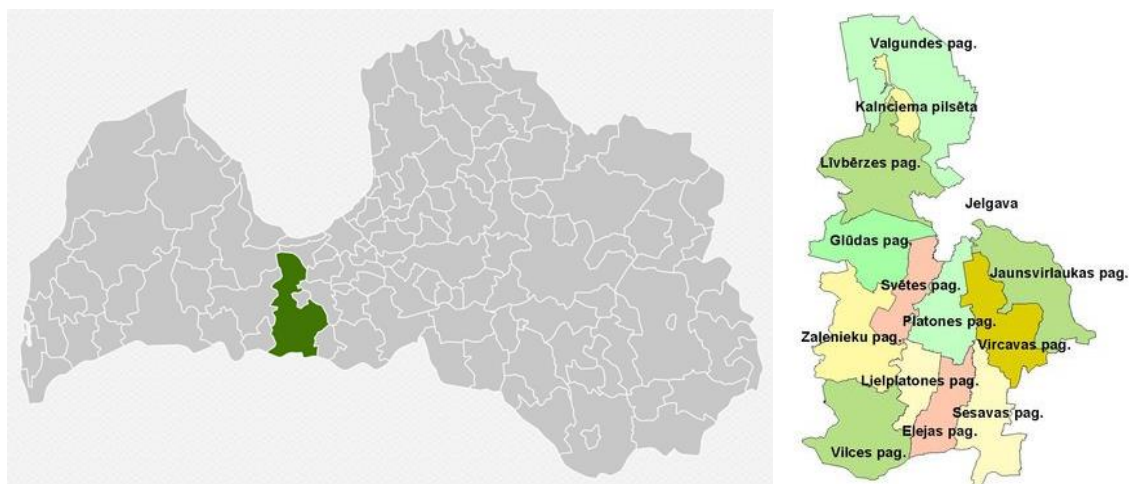 Valgundes pag.
Kalnciema pilsēta
Līvbērzes pag.
Jelgava
Glūdas pag.
Jaunsvirlaukas pag.
Svētes pag.
Platones pag.
Zaļenieku pag.
Vircavas pag.
Lielplatones pag.
Sesavas pag.
Elejas pag.
Vilces pag.